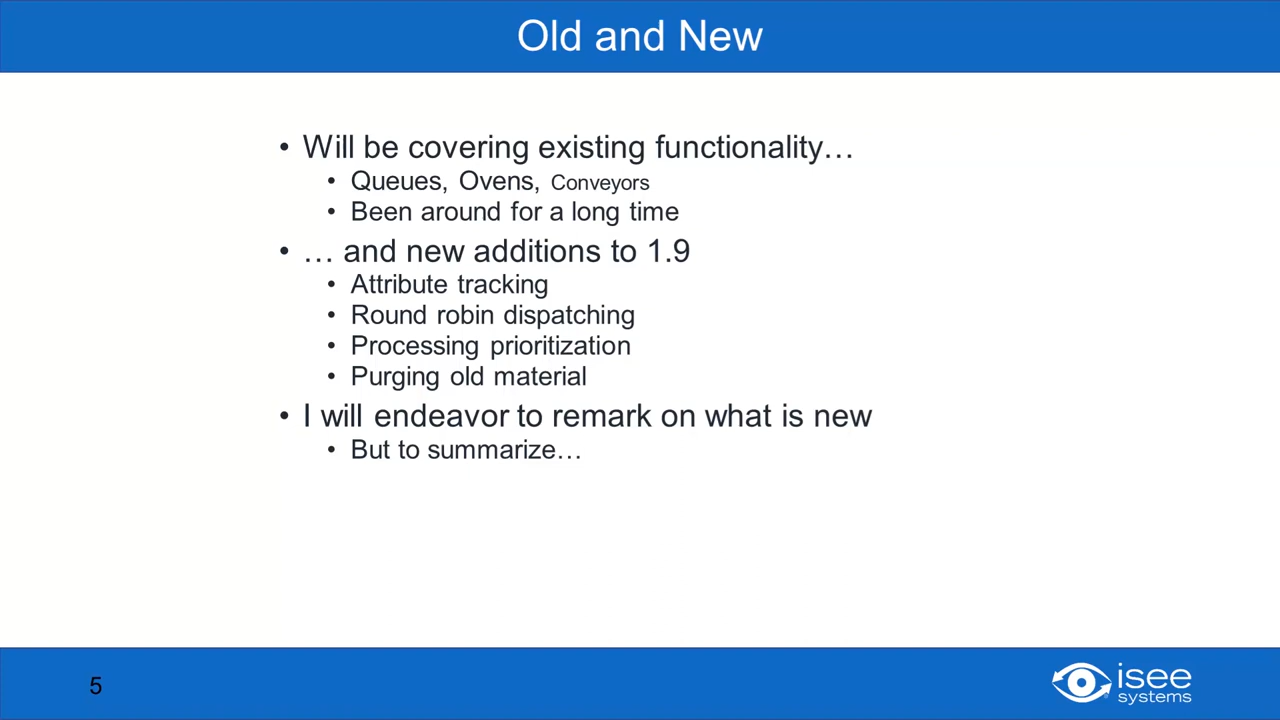 Old and New
• Will be covering existing functionality…
• Queues, Ovens, Conveyors
• Been around for a long time
• … and new additions to 1.9
• Attribute tracking
• Round robin dispatching
• Processing prioritization
• Purging old material
• I will endeavor to remark on what is new
• But to summarize…
5
isee
systems